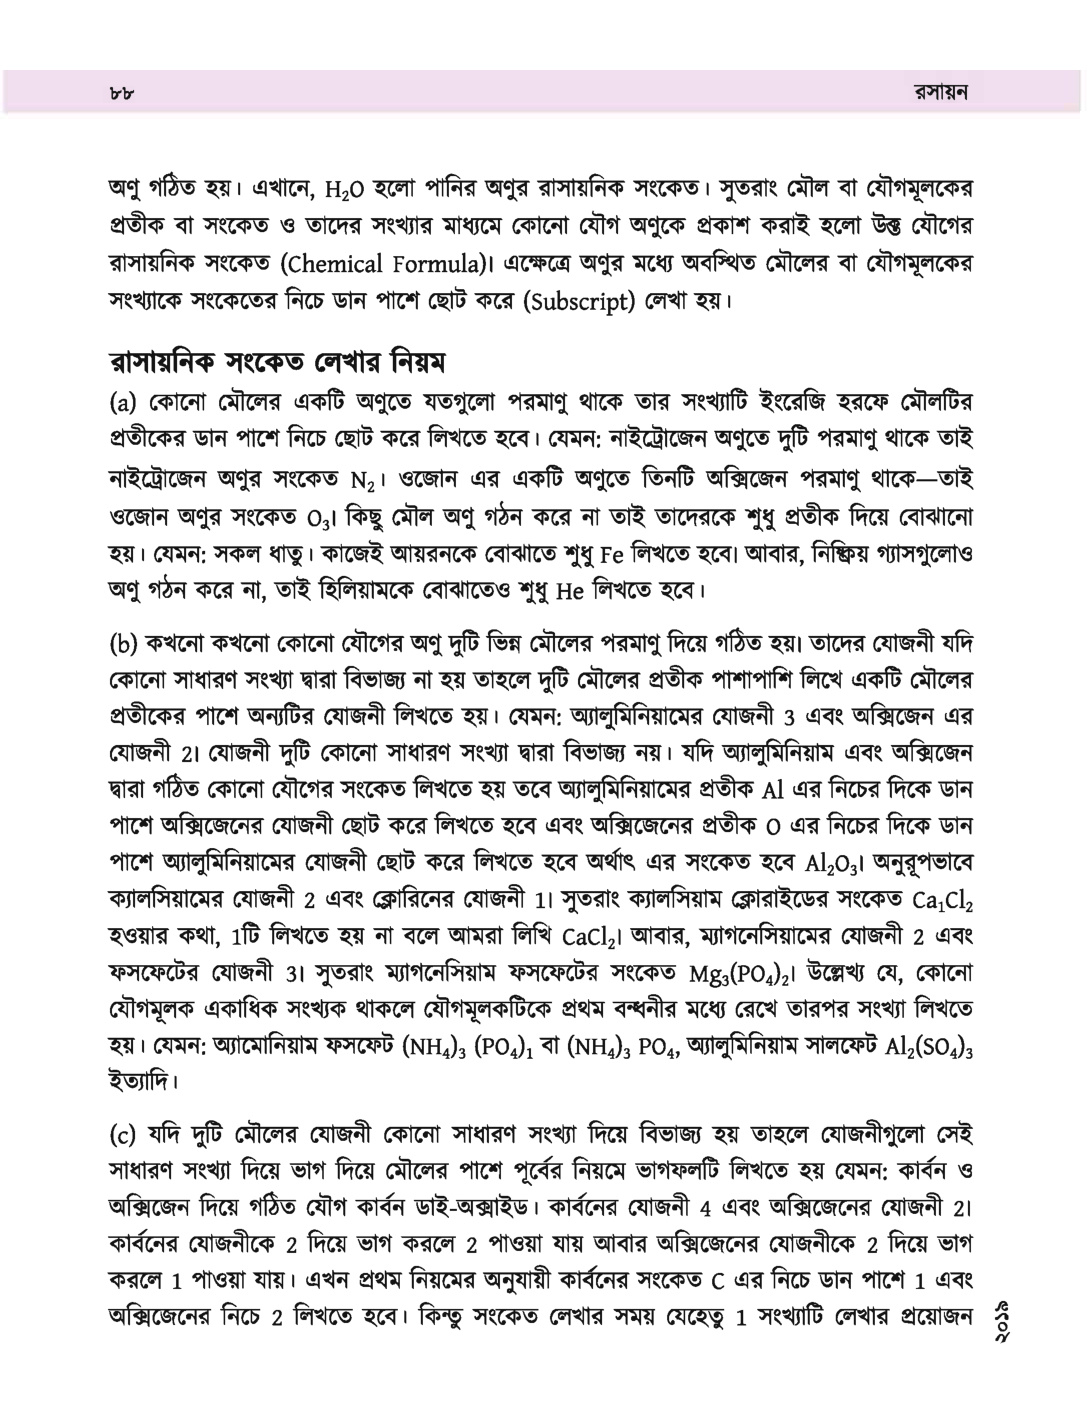 ৮৮
রসায়ন
অণু গঠিত হয়। এখানে, H₂O হলো পানির অণুর রাসায়নিক সংকেত। সুতরাং মৌল বা যৌগমূলকের
প্রতীক বা সংকেত ও তাদের সংখ্যার মাধ্যমে কোনো যৌগ অণুকে প্রকাশ করাই হলো উক্ত যৌগের
রাসায়নিক সংকেত (Chemical Formula)। এক্ষেত্রে অণুর মধ্যে অবস্থিত মৌলের বা যৌগমূলকের
সংখ্যাকে সংকেতের নিচে ডান পাশে ছোট করে (Subscript) লেখা হয়।
রাসায়নিক সংকেত লেখার নিয়ম
(a) কোনো মৌলের একটি অণুতে যতগুলো পরমাণু থাকে তার সংখ্যাটি ইংরেজি হরফে মৌলটির
প্রতীকের ডান পাশে নিচে ছোট করে লিখতে হবে। যেমন: নাইট্রোজেন অণুতে দুটি পরমাণু থাকে তাই
নাইট্রোজেন অণুর সংকেত N₂। ওজোন এর একটি অণুতে তিনটি অক্সিজেন পরমাণু থাকে—তাই
ওজোন অণুর সংকেত O₃। কিছু মৌল অণু গঠন করে না তাই তাদেরকে শুধু প্রতীক দিয়ে বোঝানো
হয়। যেমন: সকল ধাতু। কাজেই আয়রনকে বোঝাতে শুধু Fe লিখতে হবে। আবার, নিষ্ক্রিয় গ্যাসগুলোও
অণু গঠন করে না, তাই হিলিয়ামকে বোঝাতেও শুধু He লিখতে হবে।
(b) কখনো কখনো কোনো যৌগের অণু দুটি ভিন্ন মৌলের পরমাণু দিয়ে গঠিত হয়। তাদের যোজনী যদি
কোনো সাধারণ সংখ্যা দ্বারা বিভাজ্য না হয় তাহলে দুটি মৌলের প্রতীক পাশাপাশি লিখে একটি মৌলের
প্রতীকের পাশে অন্যটির যোজনী লিখতে হয়। যেমন: অ্যালুমিনিয়ামের যোজনী 3 এবং অক্সিজেন এর
যোজনী 2। যোজনী দুটি কোনো সাধারণ সংখ্যা দ্বারা বিভাজ্য নয়। যদি অ্যালুমিনিয়াম এবং অক্সিজেন
দ্বারা গঠিত কোনো যৌগের সংকেত লিখতে হয় তবে অ্যালুমিনিয়ামের প্রতীক Al এর নিচের দিকে ডান
পাশে অক্সিজেনের যোজনী ছোট করে লিখতে হবে এবং অক্সিজেনের প্রতীক O এর নিচের দিকে ডান
পাশে অ্যালুমিনিয়ামের যোজনী ছোট করে লিখতে হবে অর্থাৎ এর সংকেত হবে Al₂O₃। অনুরূপভাবে
ক্যালসিয়ামের যোজনী 2 এবং ক্লোরিনের যোজনী 1। সুতরাং ক্যালসিয়াম ক্লোরাইডের সংকেত Ca₁Cl₂
হওয়ার কথা, 1টি লিখতে হয় না বলে আমরা লিখি CaCl₂। আবার, ম্যাগনেসিয়ামের যোজনী 2 এবং
ফসফেটের যোজনী 3। সুতরাং ম্যাগনেসিয়াম ফসফেটের সংকেত Mg₃(PO₄)₂। উল্লেখ্য যে, কোনো
যৌগমূলক একাধিক সংখ্যক থাকলে যৌগমূলকটিকে প্রথম বন্ধনীর মধ্যে রেখে তারপর সংখ্যা লিখতে
হয়। যেমন: অ্যামোনিয়াম ফসফেট (NH₄)₃ (PO₄)₁ বা (NH₄)₃ PO₄, অ্যালুমিনিয়াম সালফেট Al₂(SO₄)₃
ইত্যাদি।
(c) যদি দুটি মৌলের যোজনী কোনো সাধারণ সংখ্যা দিয়ে বিভাজ্য হয় তাহলে যোজনীগুলো সেই
সাধারণ সংখ্যা দিয়ে ভাগ দিয়ে মৌলের পাশে পূর্বের নিয়মে ভাগফলটি লিখতে হয় যেমন: কার্বন ও
অক্সিজেন দিয়ে গঠিত যৌগ কার্বন ডাই-অক্সাইড। কার্বনের যোজনী 4 এবং অক্সিজেনের যোজনী 2।
কার্বনের যোজনীকে 2 দিয়ে ভাগ করলে 2 পাওয়া যায় আবার অক্সিজেনের যোজনীকে 2 দিয়ে ভাগ
করলে 1 পাওয়া যায়। এখন প্রথম নিয়মের অনুযায়ী কার্বনের সংকেত C এর নিচে ডান পাশে 1 এবং
অক্সিজেনের নিচে 2 লিখতে হবে। কিন্তু সংকেত লেখার সময় যেহেতু 1 সংখ্যাটি লেখার প্রয়োজন
২০১৯